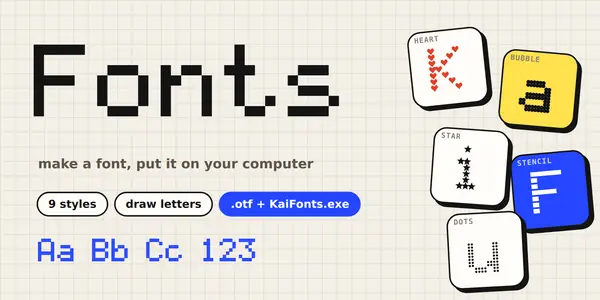 Fonts
make a font, put it on your computer
9 styles
draw letters
.otf + KaiFonts.exe
Aa Bb Cc 123
HEART
K
BUBBLE
a
STAR
i
STENCIL
F
DOTS
u